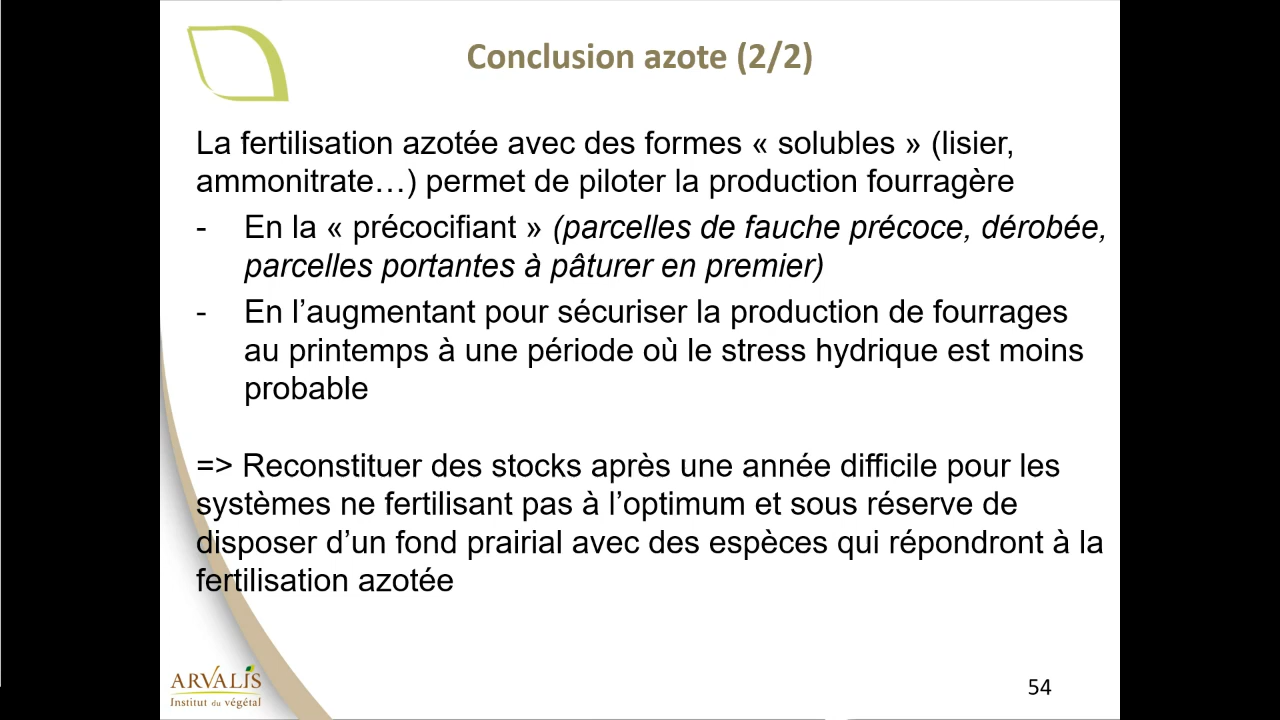 Conclusion azote (2/2)
La fertilisation azotée avec des formes « solubles » (lisier,
ammonitrate…) permet de piloter la production fourragère
- En la « précocifiant » (parcelles de fauche précoce, dérobée,
parcelles portantes à pâturer en premier)
- En l’augmentant pour sécuriser la production de fourrages
au printemps à une période où le stress hydrique est moins
probable
=> Reconstituer des stocks après une année difficile pour les
systèmes ne fertilisant pas à l’optimum et sous réserve de
disposer d’un fond prairial avec des espèces qui répondront à la
fertilisation azotée
ARVALIS
Institut du végétal
54